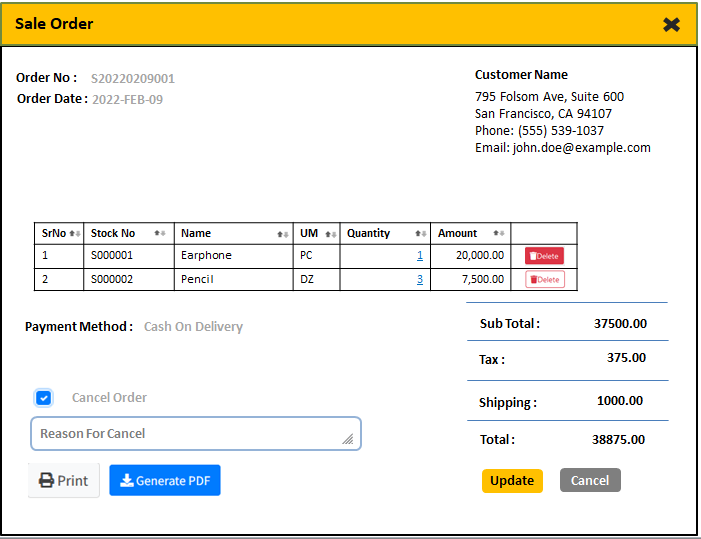 Sale Order
Order No : S20220209001
Order Date : 2022-FEB-09
Customer Name
795 Folsom Ave, Suite 600
San Francisco, CA 94107
Phone: (555) 539-1037
Email: john.doe@example.com
SrNo Stock No Name UM Quantity Amount
1 S000001 Earphone PC 1 20,000.00 Delete
2 S000002 Pencil DZ 3 7,500.00 Delete
Payment Method : Cash On Delivery
Sub Total : 37500.00
Tax : 375.00
Shipping : 1000.00
Total : 38875.00
Cancel Order
Reason For Cancel
Print Generate PDF
Update Cancel